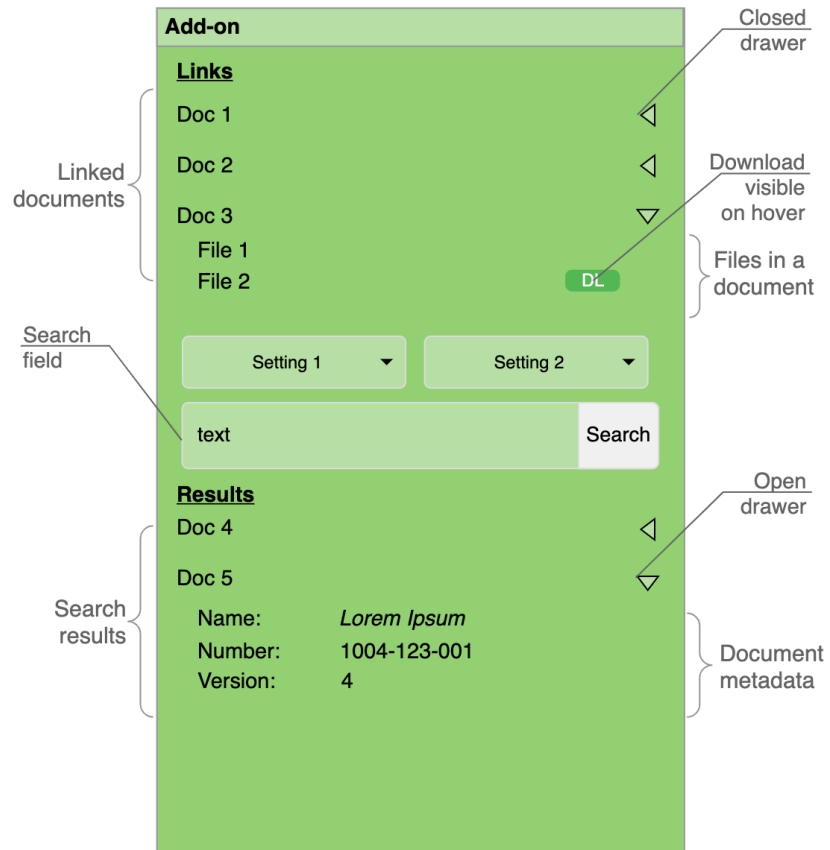 Add-on
Closed
drawer
Links
Doc 1
Linked
documents
Doc 2
Download
visible
on hover
Doc 3
File 1
File 2
DL
Files in a
document
Search
field
Setting 1
Setting 2
text
Search
Results
Open
drawer
Doc 4
Doc 5
Search
results
Name: Lorem Ipsum
Number: 1004-123-001
Version: 4
Document
metadata